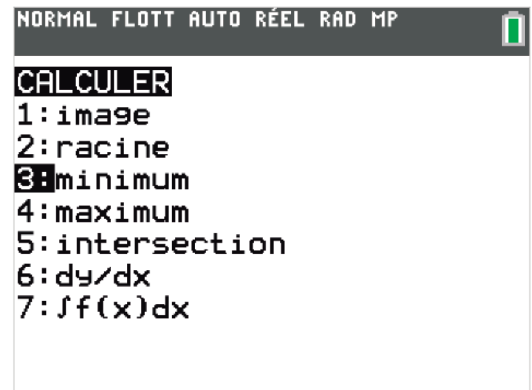 NORMAL FLOTT AUTO RÉEL RAD MP
CALCULER
1:image
2:racine
3:minimum
4:maximum
5:intersection
6:dy/dx
7:∫f(x)dx